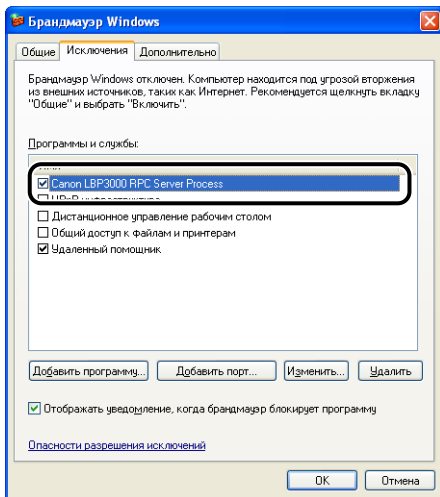 Брандмауэр Windows
Общие Исключения Дополнительно
Брандмауэр Windows отключен. Компьютер находится под угрозой вторжения
из внешних источников, таких как Интернет. Рекомендуется щелкнуть вкладку
"Общие" и выбрать "Включить".
Программы и службы:
Canon LBP3000 RPC Server Process
Дистанционное управление рабочим столом
Общий доступ к файлам и принтерам
Удаленный помощник
Добавить программу... Добавить порт... Изменить... Удалить
Отображать уведомление, когда брандмауэр блокирует программу
Опасности разрешения исключений
OK Отмена